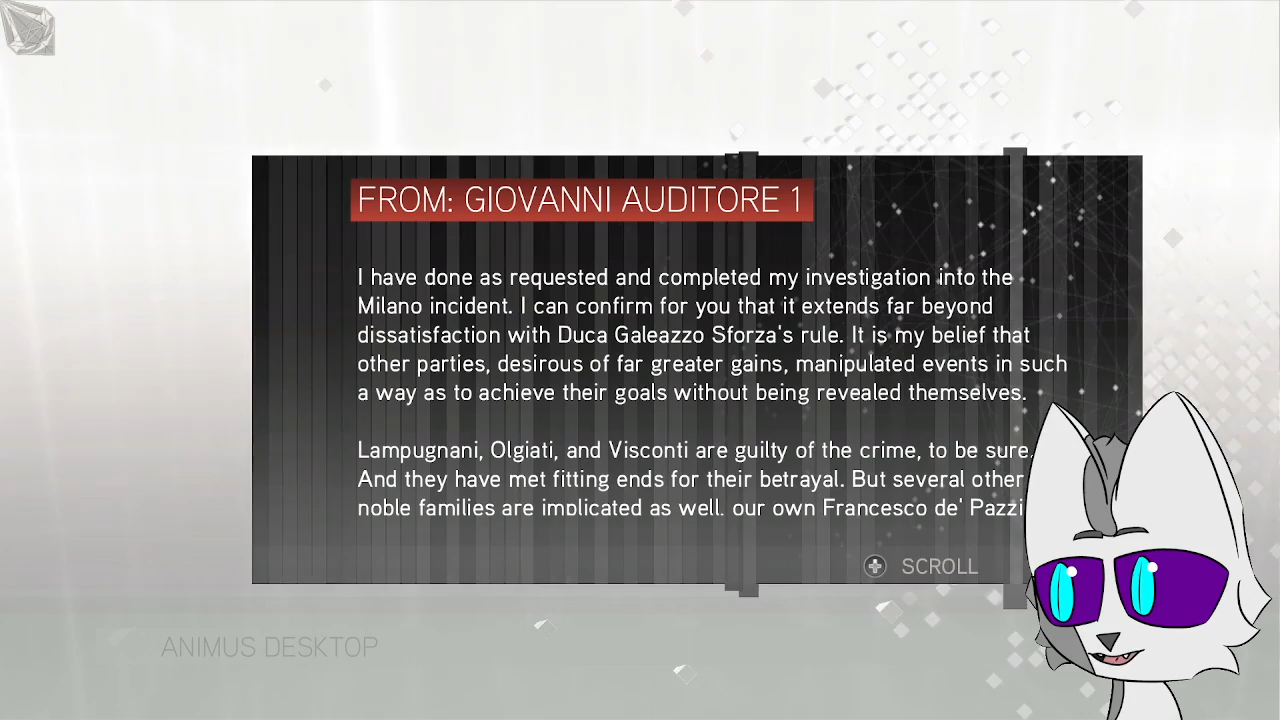 FROM: GIOVANNI AUDITORE 1
I have done as requested and completed my investigation into the
Milano incident. I can confirm for you that it extends far beyond
dissatisfaction with Duca Galeazzo Sforza's rule. It is my belief that
other parties, desirous of far greater gains, manipulated events in such
a way as to achieve their goals without being revealed themselves.
Lampugnani, Olgiati, and Visconti are guilty of the crime, to be sure.
And they have met fitting ends for their betrayal. But several other
noble families are implicated as well, our own Francesco de' Pazzi
SCROLL
ANIMUS DESKTOP